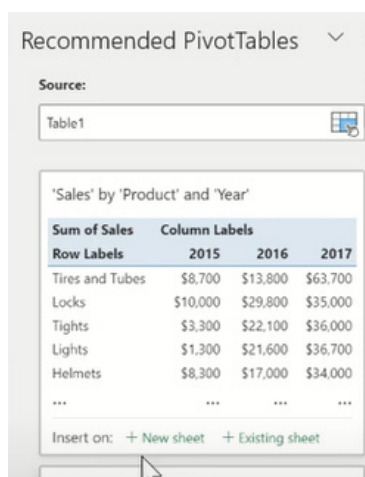 Recommended PivotTables
Source:
Table1
'Sales' by 'Product' and 'Year'
Sum of Sales Column Labels
Row Labels 2015 2016 2017
Tires and Tubes $8,700 $13,800 $63,700
Locks $10,000 $29,800 $35,000
Tights $3,300 $22,100 $36,000
Lights $1,300 $21,600 $36,700
Helmets $8,300 $17,000 $34,000
... ... ... ...
Insert on: + New sheet + Existing sheet